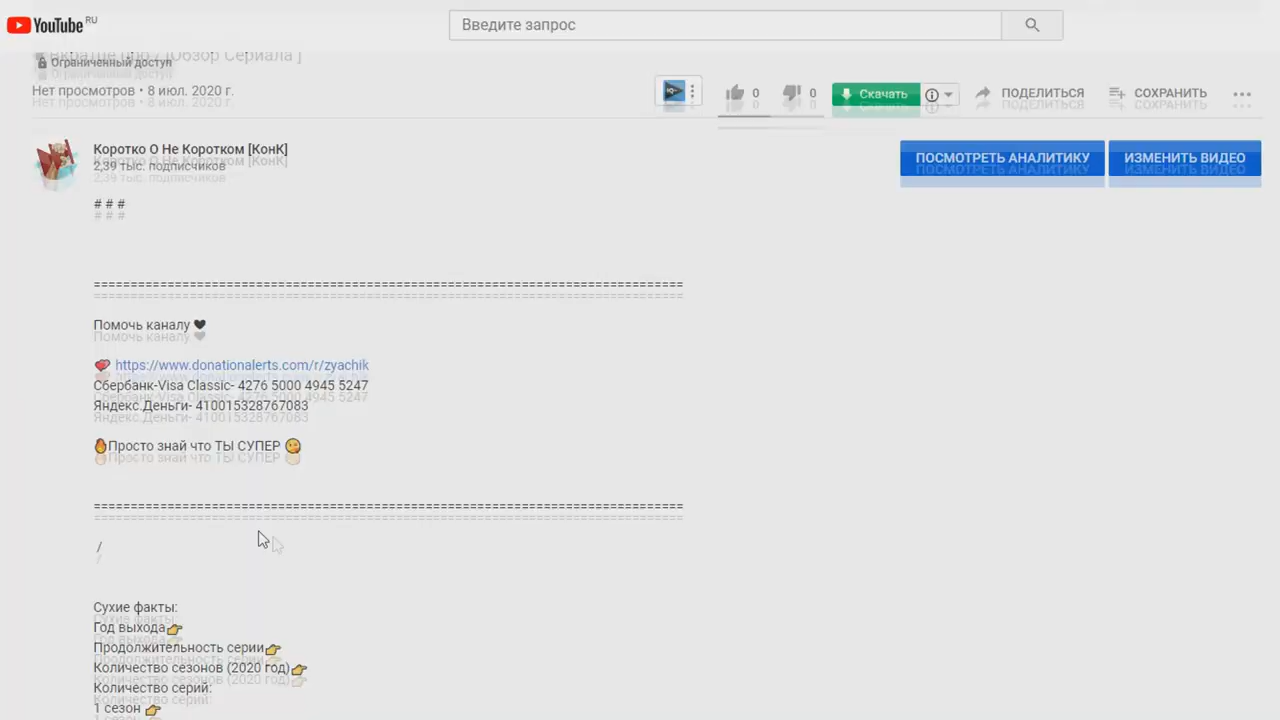 YouTube RU
Введите запрос
Обзор Сериала ]
Ограниченный доступ
Нет просмотров • 8 июл. 2020 г.
0
0
Скачать
ПОДЕЛИТЬСЯ
СОХРАНИТЬ
Коротко О Не Коротком [КонК]
2,39 тыс. подписчиков
ПОСМОТРЕТЬ АНАЛИТИКУ
ИЗМЕНИТЬ ВИДЕО
# # #
================================================================================
Помочь каналу 🖤
💕 https://www.donationalerts.com/r/zyachik
Сбербанк-Visa Classic- 4276 5000 4945 5247
Яндекс.Деньги- 410015328767083
🔥Просто знай что ТЫ СУПЕР 😘
================================================================================
/
Сухие факты:
Год выхода👉
Продолжительность серии👉
Количество сезонов (2020 год)👉
Количество серий:
1 сезон 👉